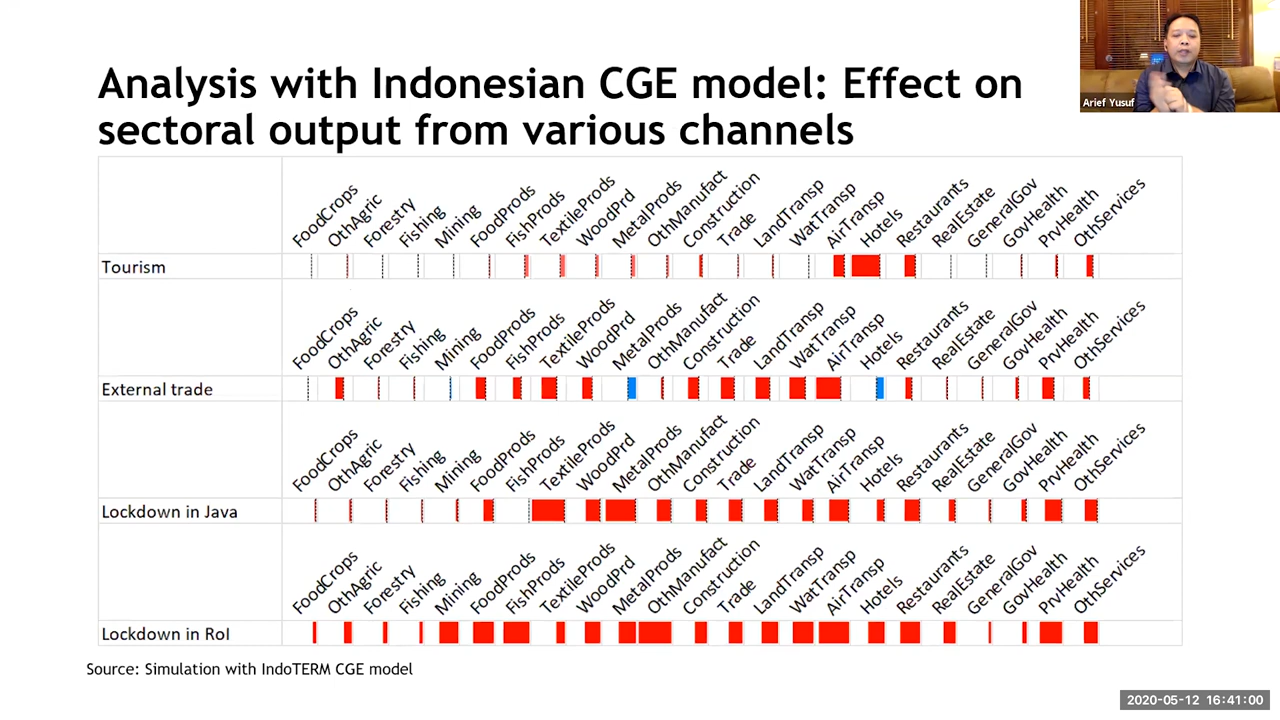 Analysis with Indonesian CGE model: Effect on
sectoral output from various channels
Arief Yusuf
FoodCrops OthAgric Forestry Fishing Mining FoodProds FishProds TextileProds WoodPrd MetalProds OthManufact Construction Trade LandTransp WatTransp AirTransp Hotels Restaurants RealEstate GeneralGov GovHealth PrvHealth OthServices
Tourism
FoodCrops OthAgric Forestry Fishing Mining FoodProds FishProds TextileProds WoodPrd MetalProds OthManufact Construction Trade LandTransp WatTransp AirTransp Hotels Restaurants RealEstate GeneralGov GovHealth PrvHealth OthServices
External trade
FoodCrops OthAgric Forestry Fishing Mining FoodProds FishProds TextileProds WoodPrd MetalProds OthManufact Construction Trade LandTransp WatTransp AirTransp Hotels Restaurants RealEstate GeneralGov GovHealth PrvHealth OthServices
Lockdown in Java
FoodCrops OthAgric Forestry Fishing Mining FoodProds FishProds TextileProds WoodPrd MetalProds OthManufact Construction Trade LandTransp WatTransp AirTransp Hotels Restaurants RealEstate GeneralGov GovHealth PrvHealth OthServices
Lockdown in RoI
Source: Simulation with IndoTERM CGE model
2020-05-12 16:41:00